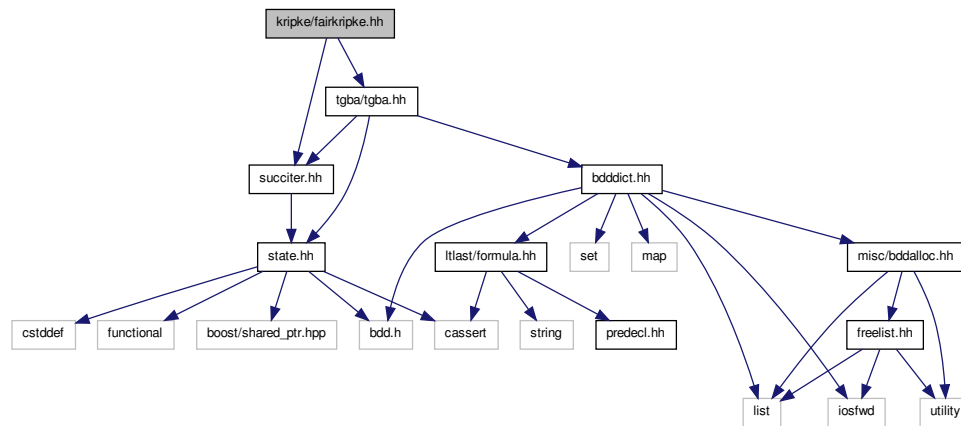 kripke/fairkripke.hh
tgba/tgba.hh
succiter.hh
bdddict.hh
state.hh
ltlast/formula.hh
set
map
misc/bddalloc.hh
cstddef
functional
boost/shared_ptr.hpp
bdd.h
cassert
string
predecl.hh
freelist.hh
list
iosfwd
utility